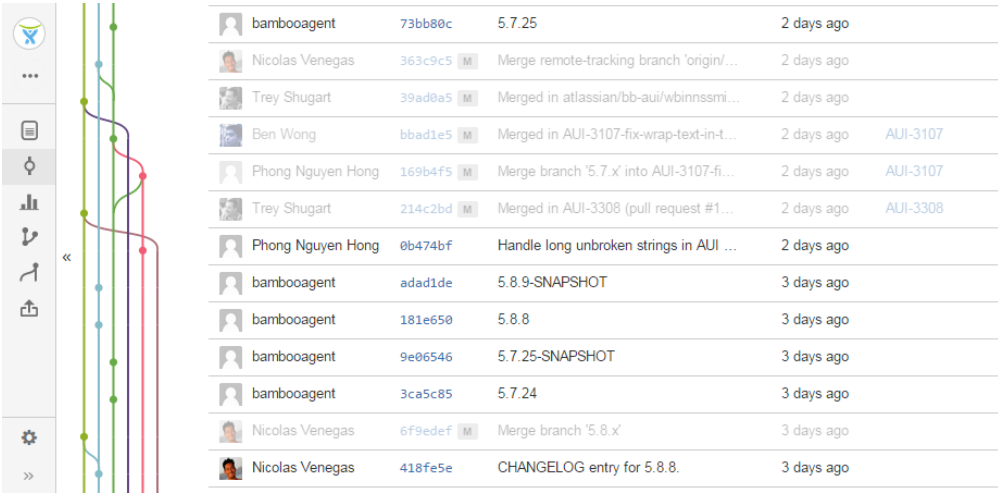 bambooagent 73bb80c 5.7.25 2 days ago
Nicolas Venegas 363c9c5 M Merge remote-tracking branch 'origin/... 2 days ago
Trey Shugart 39ad0a5 M Merged in atlassian/bb-aui/wbinnssmi... 2 days ago
Ben Wong bbad1e5 M Merged in AUI-3107-fix-wrap-text-in-t... 2 days ago AUI-3107
Phong Nguyen Hong 169b4f5 M Merge branch '5.7.x' into AUI-3107-fi... 2 days ago AUI-3107
Trey Shugart 214c2bd M Merged in AUI-3308 (pull request #1... 2 days ago AUI-3308
Phong Nguyen Hong 0b474bf Handle long unbroken strings in AUI ... 2 days ago
bambooagent adad1de 5.8.9-SNAPSHOT 3 days ago
bambooagent 181e650 5.8.8 3 days ago
bambooagent 9e06546 5.7.25-SNAPSHOT 3 days ago
bambooagent 3ca5c85 5.7.24 3 days ago
Nicolas Venegas 6f9edef M Merge branch '5.8.x' 3 days ago
Nicolas Venegas 418fe5e CHANGELOG entry for 5.8.8. 3 days ago